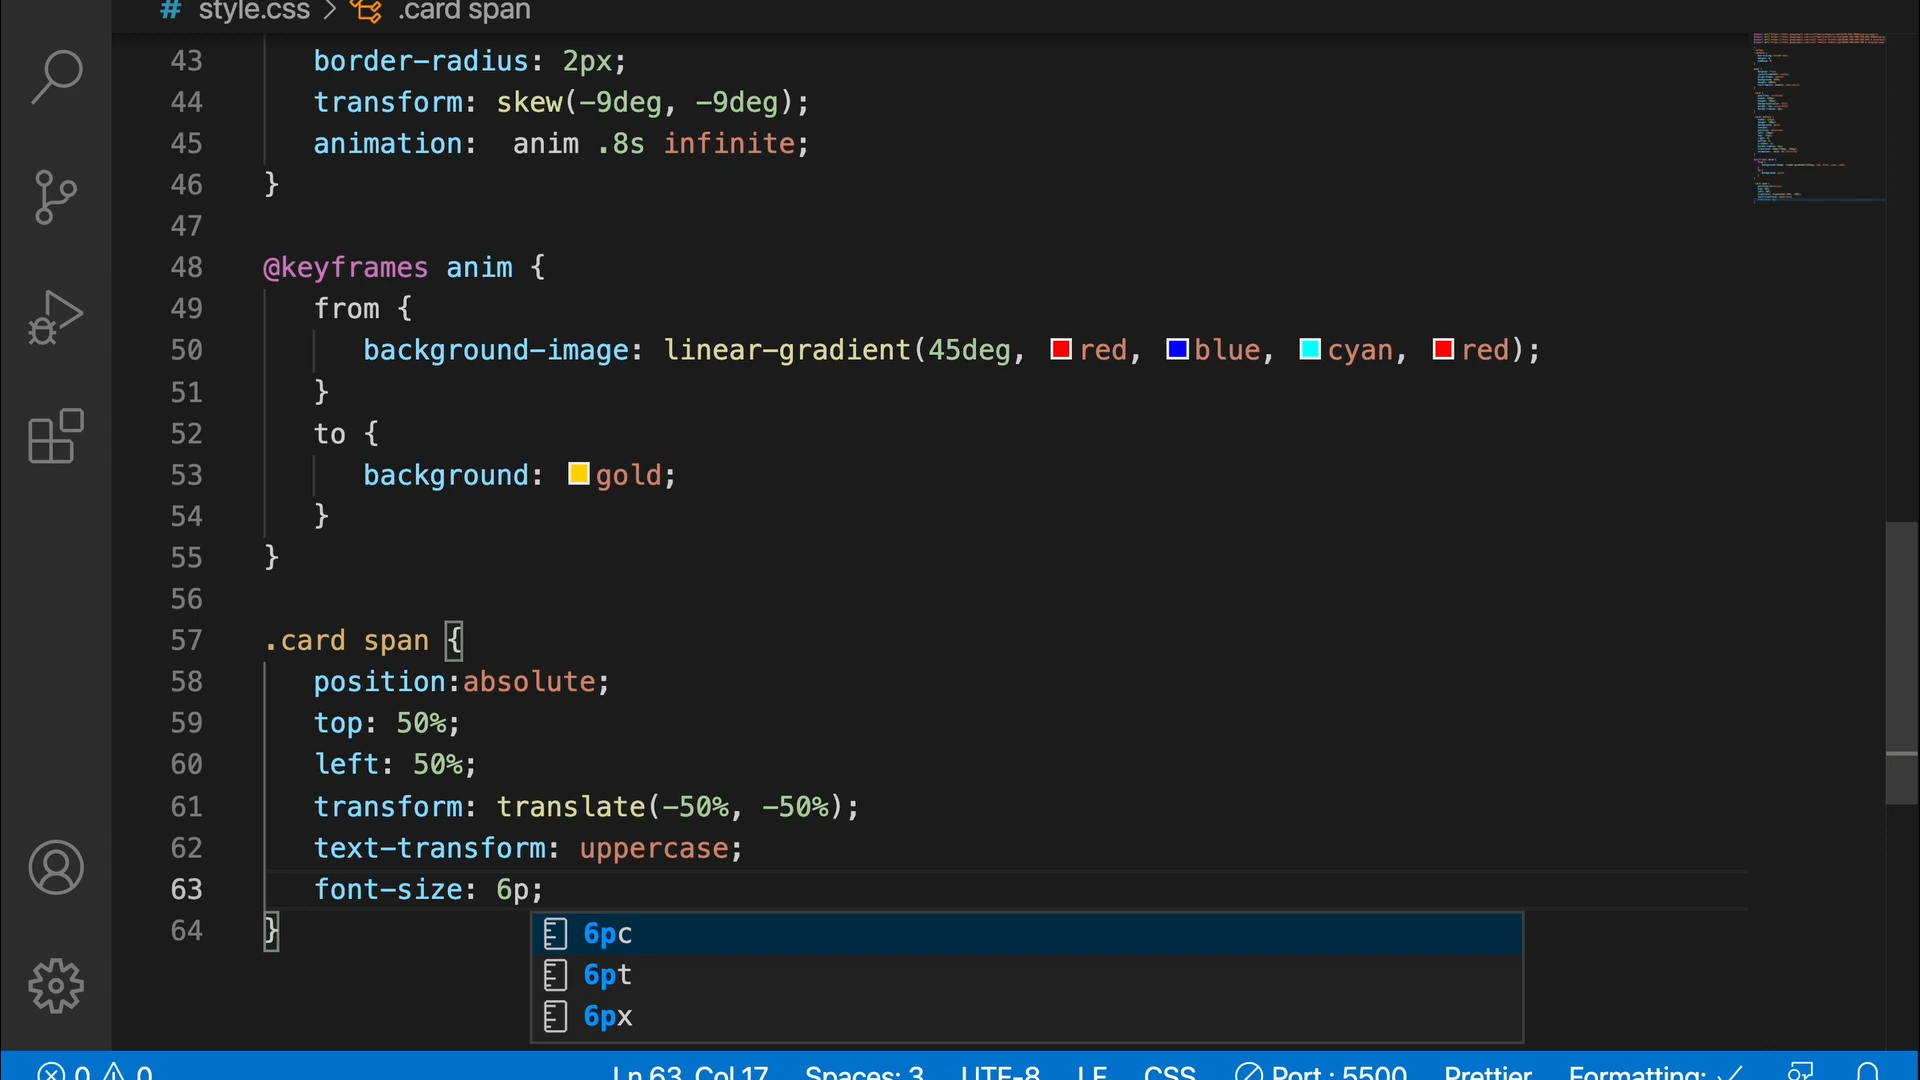 # style.css > .card span
43 border-radius: 2px;
44 transform: skew(-9deg, -9deg);
45 animation:  anim .8s infinite;
46 }
47
48 @keyframes anim {
49 from {
50 background-image: linear-gradient(45deg, red, blue, cyan, red);
51 }
52 to {
53 background: gold;
54 }
55 }
56
57 .card span {
58 position:absolute;
59 top: 50%;
60 left: 50%;
61 transform: translate(-50%, -50%);
62 text-transform: uppercase;
63 font-size: 6p;
64 }
6pc
6pt
6px
0 0 Ln 63, Col 17 Spaces: 3 UTF-8 LF CSS Port : 5500 Prettier Formatting: ✓